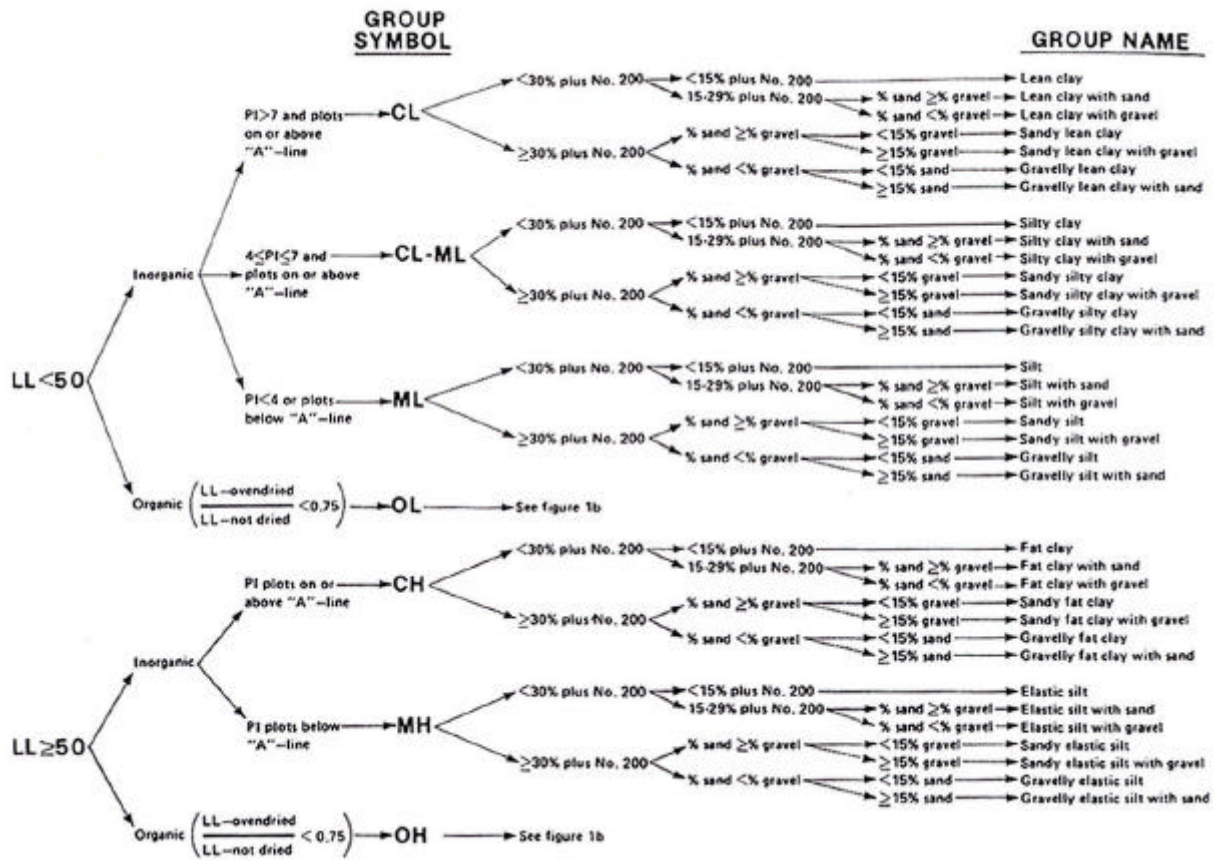 GROUP SYMBOL
GROUP NAME
LL<50
Inorganic
PI>7 and plots on or above "A"-line
CL
<30% plus No. 200
<15% plus No. 200
Lean clay
15-29% plus No. 200
% sand ≥% gravel
Lean clay with sand
% sand <% gravel
Lean clay with gravel
≥30% plus No. 200
% sand ≥% gravel
<15% gravel
Sandy lean clay
≥15% gravel
Sandy lean clay with gravel
% sand <% gravel
<15% sand
Gravelly lean clay
≥15% sand
Gravelly lean clay with sand
4≤PI≤7 and plots on or above "A"-line
CL-ML
<30% plus No. 200
<15% plus No. 200
Silty clay
15-29% plus No. 200
% sand ≥% gravel
Silty clay with sand
% sand <% gravel
Silty clay with gravel
≥30% plus No. 200
% sand ≥% gravel
<15% gravel
Sandy silty clay
≥15% gravel
Sandy silty clay with gravel
% sand <% gravel
<15% sand
Gravelly silty clay
≥15% sand
Gravelly silty clay with sand
PI<4 or plots below "A"-line
ML
<30% plus No. 200
<15% plus No. 200
Silt
15-29% plus No. 200
% sand ≥% gravel
Silt with sand
% sand <% gravel
Silt with gravel
≥30% plus No. 200
% sand ≥% gravel
<15% gravel
Sandy silt
≥15% gravel
Sandy silt with gravel
% sand <% gravel
<15% sand
Gravelly silt
≥15% sand
Gravelly silt with sand
Organic (LL-ovendried / LL-not dried <0.75)
OL
See figure 1b
LL≥50
Inorganic
PI plots on or above "A"-line
CH
<30% plus No. 200
<15% plus No. 200
Fat clay
15-29% plus No. 200
% sand ≥% gravel
Fat clay with sand
% sand <% gravel
Fat clay with gravel
≥30% plus No. 200
% sand ≥% gravel
<15% gravel
Sandy fat clay
≥15% gravel
Sandy fat clay with gravel
% sand <% gravel
<15% sand
Gravelly fat clay
≥15% sand
Gravelly fat clay with sand
PI plots below "A"-line
MH
<30% plus No. 200
<15% plus No. 200
Elastic silt
15-29% plus No. 200
% sand ≥% gravel
Elastic silt with sand
% sand <% gravel
Elastic silt with gravel
≥30% plus No. 200
% sand ≥% gravel
<15% gravel
Sandy elastic silt
≥15% gravel
Sandy elastic silt with gravel
% sand <% gravel
<15% sand
Gravelly elastic silt
≥15% sand
Gravelly elastic silt with sand
Organic (LL-ovendried / LL-not dried <0.75)
OH
See figure 1b